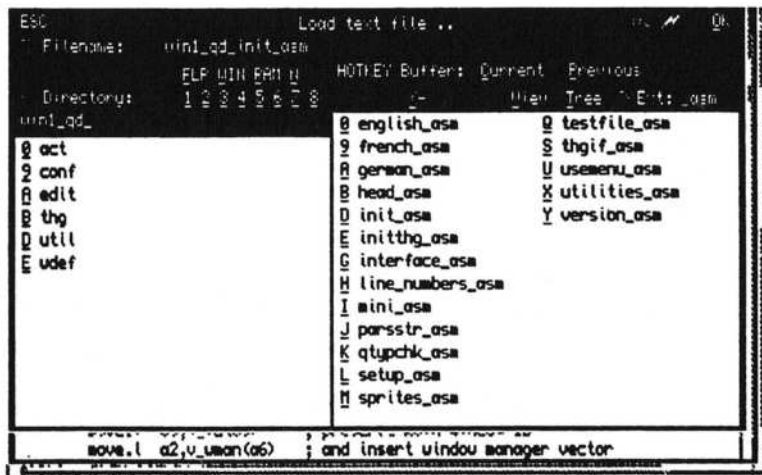 ESC Load text file .. OK
Filename: win1_qd_init_asm
FLP WIN RAM N HOTKEY Buffer: Current Previous
Directory: 1 2 3 4 5 6 7 8 View Tree Ext: _asm
win1_qd_
0 act
9 conf
A edit
B thg
D util
E vdef
0 english_asm
9 french_asm
A german_asm
B head_asm
D init_asm
E initthg_asm
G interface_asm
H line_numbers_asm
I mini_asm
J parsstr_asm
K qtypchk_asm
L setup_asm
M sprites_asm
Q testfile_asm
S thgif_asm
U usemenu_asm
X utilities_asm
Y version_asm
move.l a2,v_wman(a6) ; and insert window manager vector